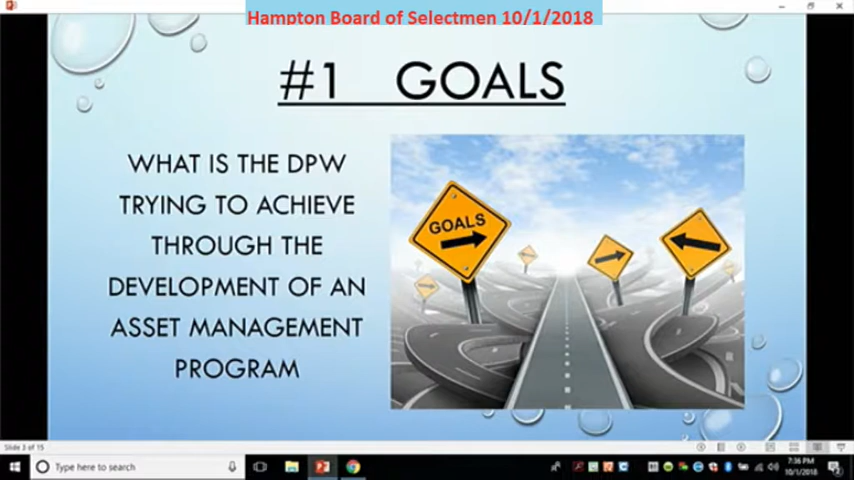 Hampton Board of Selectmen 10/1/2018
#1 GOALS
WHAT IS THE DPW
TRYING TO ACHIEVE
THROUGH THE
DEVELOPMENT OF AN
ASSET MANAGEMENT
PROGRAM
GOALS
Slide 3 of 15
Type here to search
7:36 PM
10/1/2018